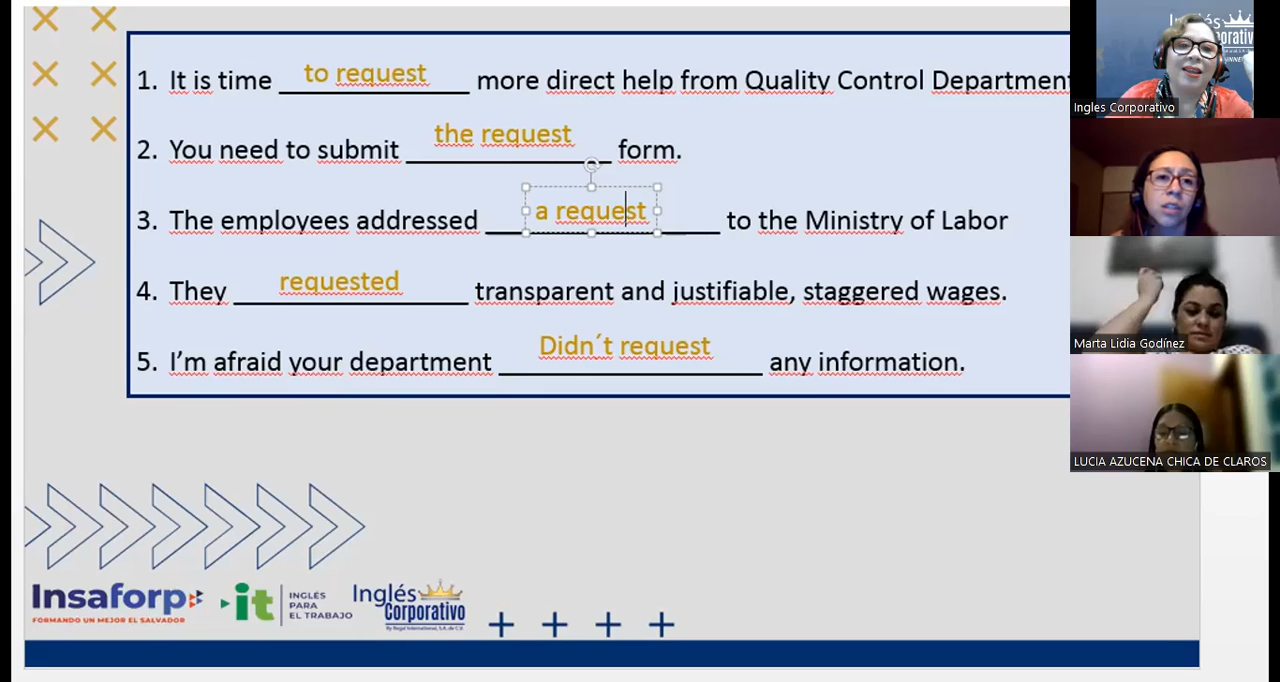 1. It is time to request more direct help from Quality Control Department
2. You need to submit the request form.
3. The employees addressed a request to the Ministry of Labor
4. They requested transparent and justifiable, staggered wages.
5. I’m afraid your department Didn´t request any information.
Insaforp
FORMANDO UN MEJOR EL SALVADOR
it
INGLÉS
PARA
EL TRABAJO
Inglés
Corporativo
Ingles Corporativo
Marta Lidia Godínez
LUCIA AZUCENA CHICA DE CLAROS